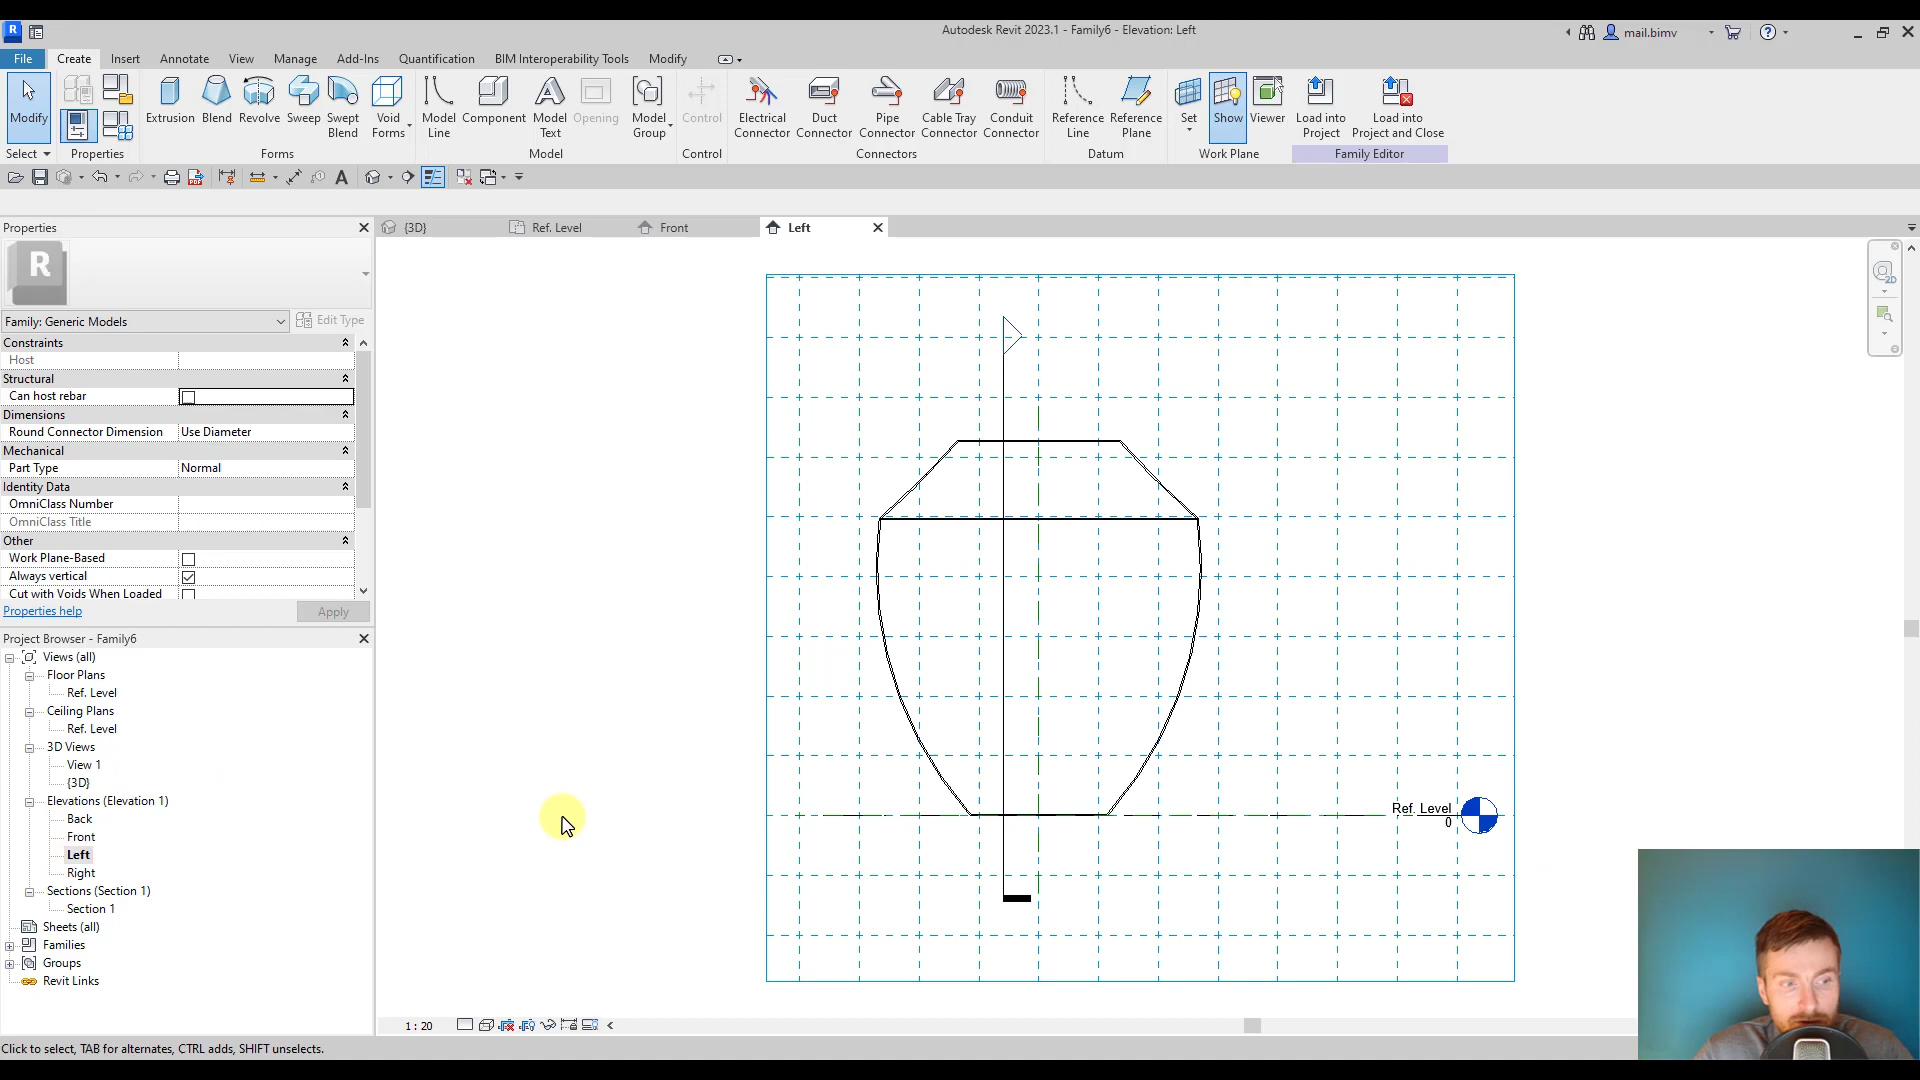 R
Autodesk Revit 2023.1 - Family6 - Elevation: Left
mail.bimv
File
Create
Insert
Annotate
View
Manage
Add-Ins
Quantification
BIM Interoperability Tools
Modify
Modify
Extrusion
Blend
Revolve
Sweep
Swept
Blend
Void
Forms
Model
Line
Component
Model
Text
Opening
Model
Group
Control
Electrical
Connector
Duct
Connector
Pipe
Connector
Cable Tray
Connector
Conduit
Connector
Reference
Line
Reference
Plane
Set
Show
Viewer
Load into
Project
Load into
Project and Close
Select
Properties
Forms
Model
Control
Connectors
Datum
Work Plane
Family Editor
Properties
{3D}
Ref. Level
Front
Left
R
Family: Generic Models
Edit Type
Constraints
Host
Structural
Can host rebar
Dimensions
Round Connector Dimension
Use Diameter
Mechanical
Part Type
Normal
Identity Data
OmniClass Number
OmniClass Title
Other
Work Plane-Based
Always vertical
Cut with Voids When Loaded
Properties help
Apply
Project Browser - Family6
Views (all)
Floor Plans
Ref. Level
Ceiling Plans
Ref. Level
3D Views
View 1
{3D}
Elevations (Elevation 1)
Back
Front
Left
Right
Sections (Section 1)
Section 1
Sheets (all)
Families
Groups
Revit Links
Ref. Level
0
2D
1 : 20
Click to select, TAB for alternates, CTRL adds, SHIFT unselects.